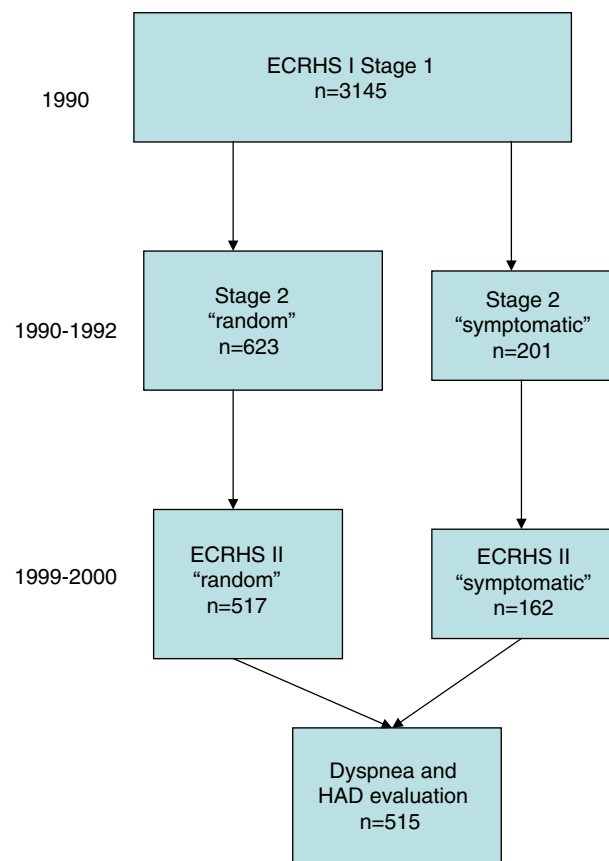 ECRHS I Stage 1
n=3145
1990
Stage 2
“random”
n=623
Stage 2
“symptomatic”
n=201
1990-1992
ECRHS II
“random”
n=517
ECRHS II
“symptomatic”
n=162
1999-2000
Dyspnea and
HAD evaluation
n=515